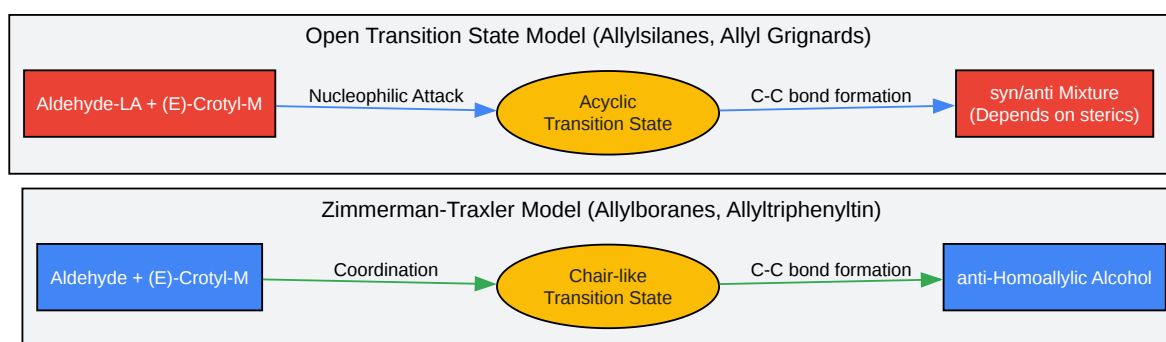 Open Transition State Model (Allylsilanes, Allyl Grignards)
Aldehyde-LA + (E)-Crotyl-M
Nucleophilic Attack
Acyclic
Transition State
C-C bond formation
syn/anti Mixture
(Depends on sterics)
Zimmerman-Traxler Model (Allylboranes, Allyltriphenyltin)
Aldehyde + (E)-Crotyl-M
Coordination
Chair-like
Transition State
C-C bond formation
anti-Homoallylic Alcohol